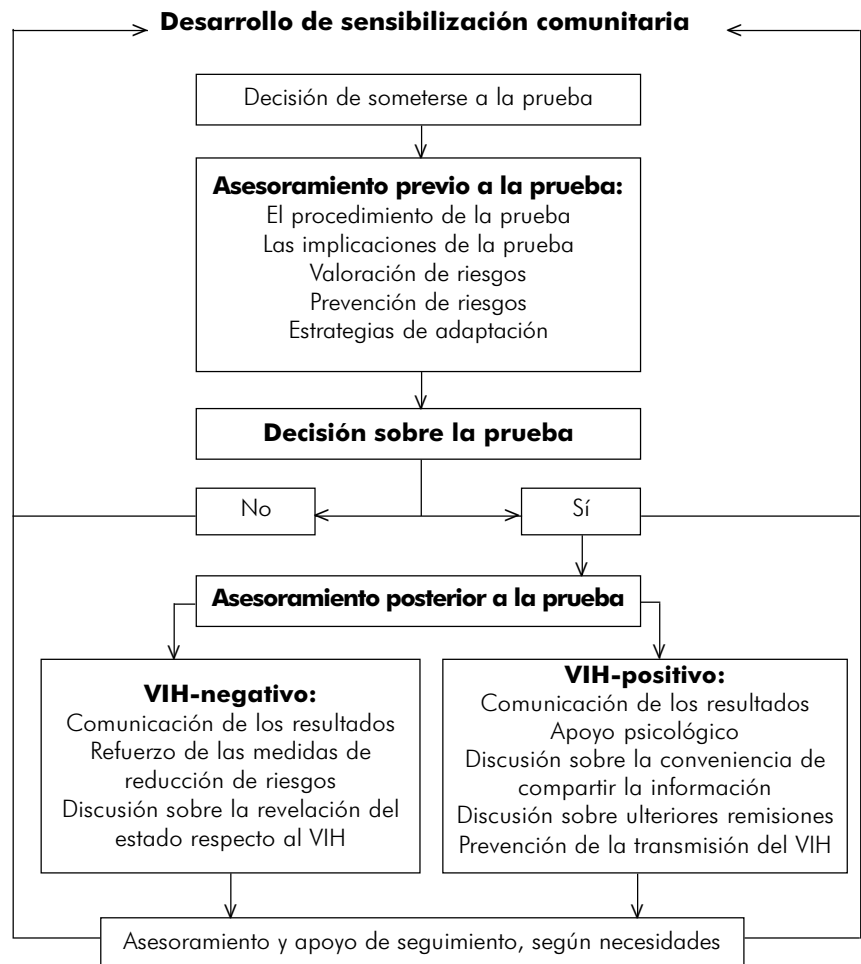 Desarrollo de sensibilización comunitaria
Decisión de someterse a la prueba
Asesoramiento previo a la prueba:
El procedimiento de la prueba
Las implicaciones de la prueba
Valoración de riesgos
Prevención de riesgos
Estrategias de adaptación
Decisión sobre la prueba
No
Sí
Asesoramiento posterior a la prueba
VIH-negativo:
Comunicación de los resultados
Refuerzo de las medidas de
reducción de riesgos
Discusión sobre la revelación del
estado respecto al VIH
VIH-positivo:
Comunicación de los resultados
Apoyo psicológico
Discusión sobre la conveniencia de
compartir la información
Discusión sobre ulteriores remisiones
Prevención de la transmisión del VIH
Asesoramiento y apoyo de seguimiento, según necesidades